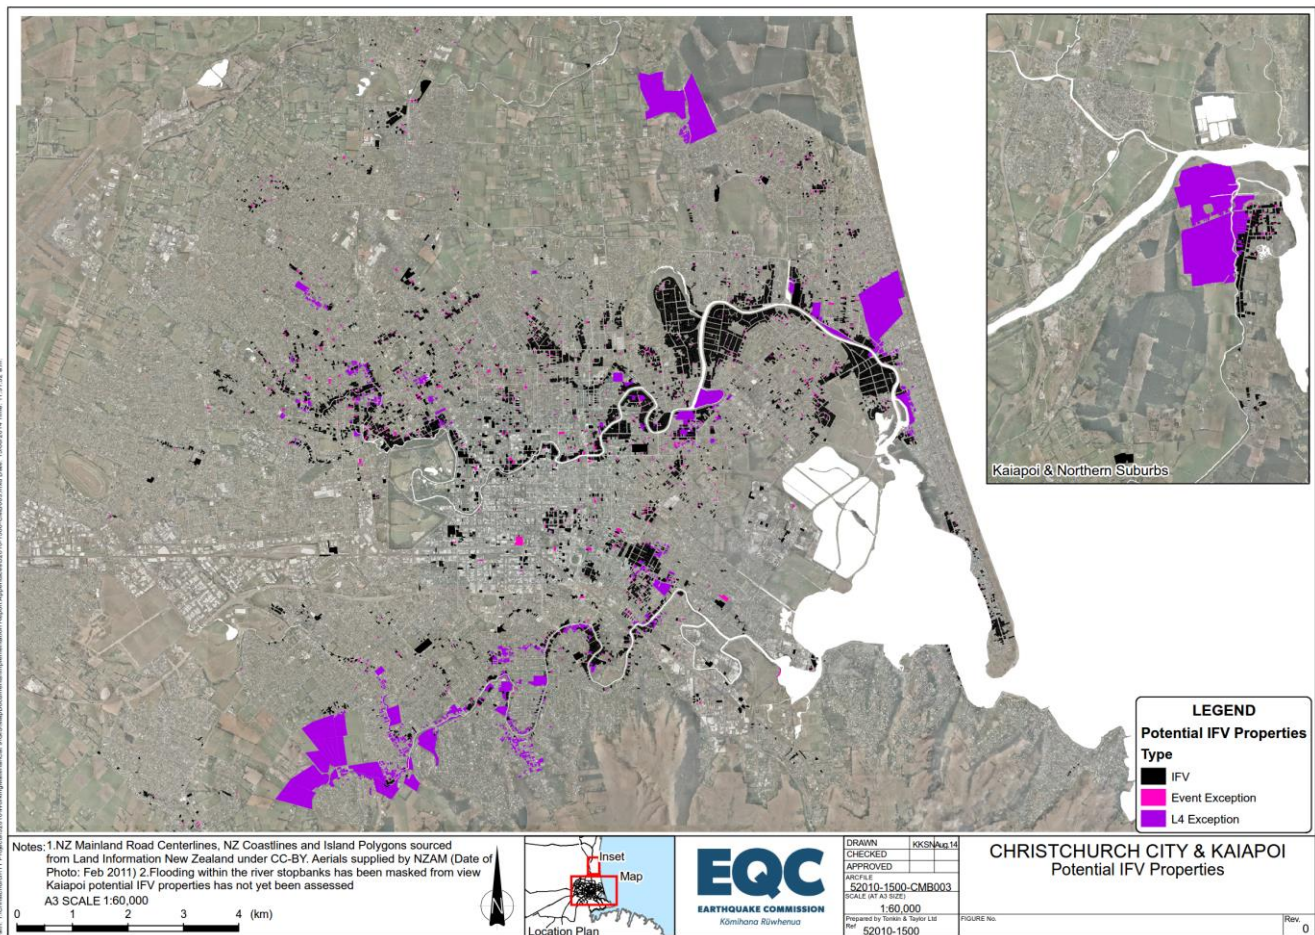 Kaiapoi & Northern Suburbs
LEGEND
Potential IFV Properties
Type
IFV
Event Exception
L4 Exception
Notes: 1.NZ Mainland Road Centerlines, NZ Coastlines and Island Polygons sourced
from Land Information New Zealand under CC-BY. Aerials supplied by NZAM (Date of
Photo: Feb 2011) 2.Flooding within the river stopbanks has been masked from view
Kaiapoi potential IFV properties has not yet been assessed
A3 SCALE 1:60,000
0 1 2 3 4 (km)
N
Inset
Map
Location Plan
EQC
EARTHQUAKE COMMISSION
Kōmihana Rūwhenua
DRAWN KKSN Aug.14
CHECKED
APPROVED
ARCFILE
52010-1500-CMB003
SCALE (AT A3 SIZE)
1:60,000
Prepared by Tonkin & Taylor Ltd
Ref 52010-1500
CHRISTCHURCH CITY & KAIAPOI
Potential IFV Properties
FIGURE No.
Rev.
0